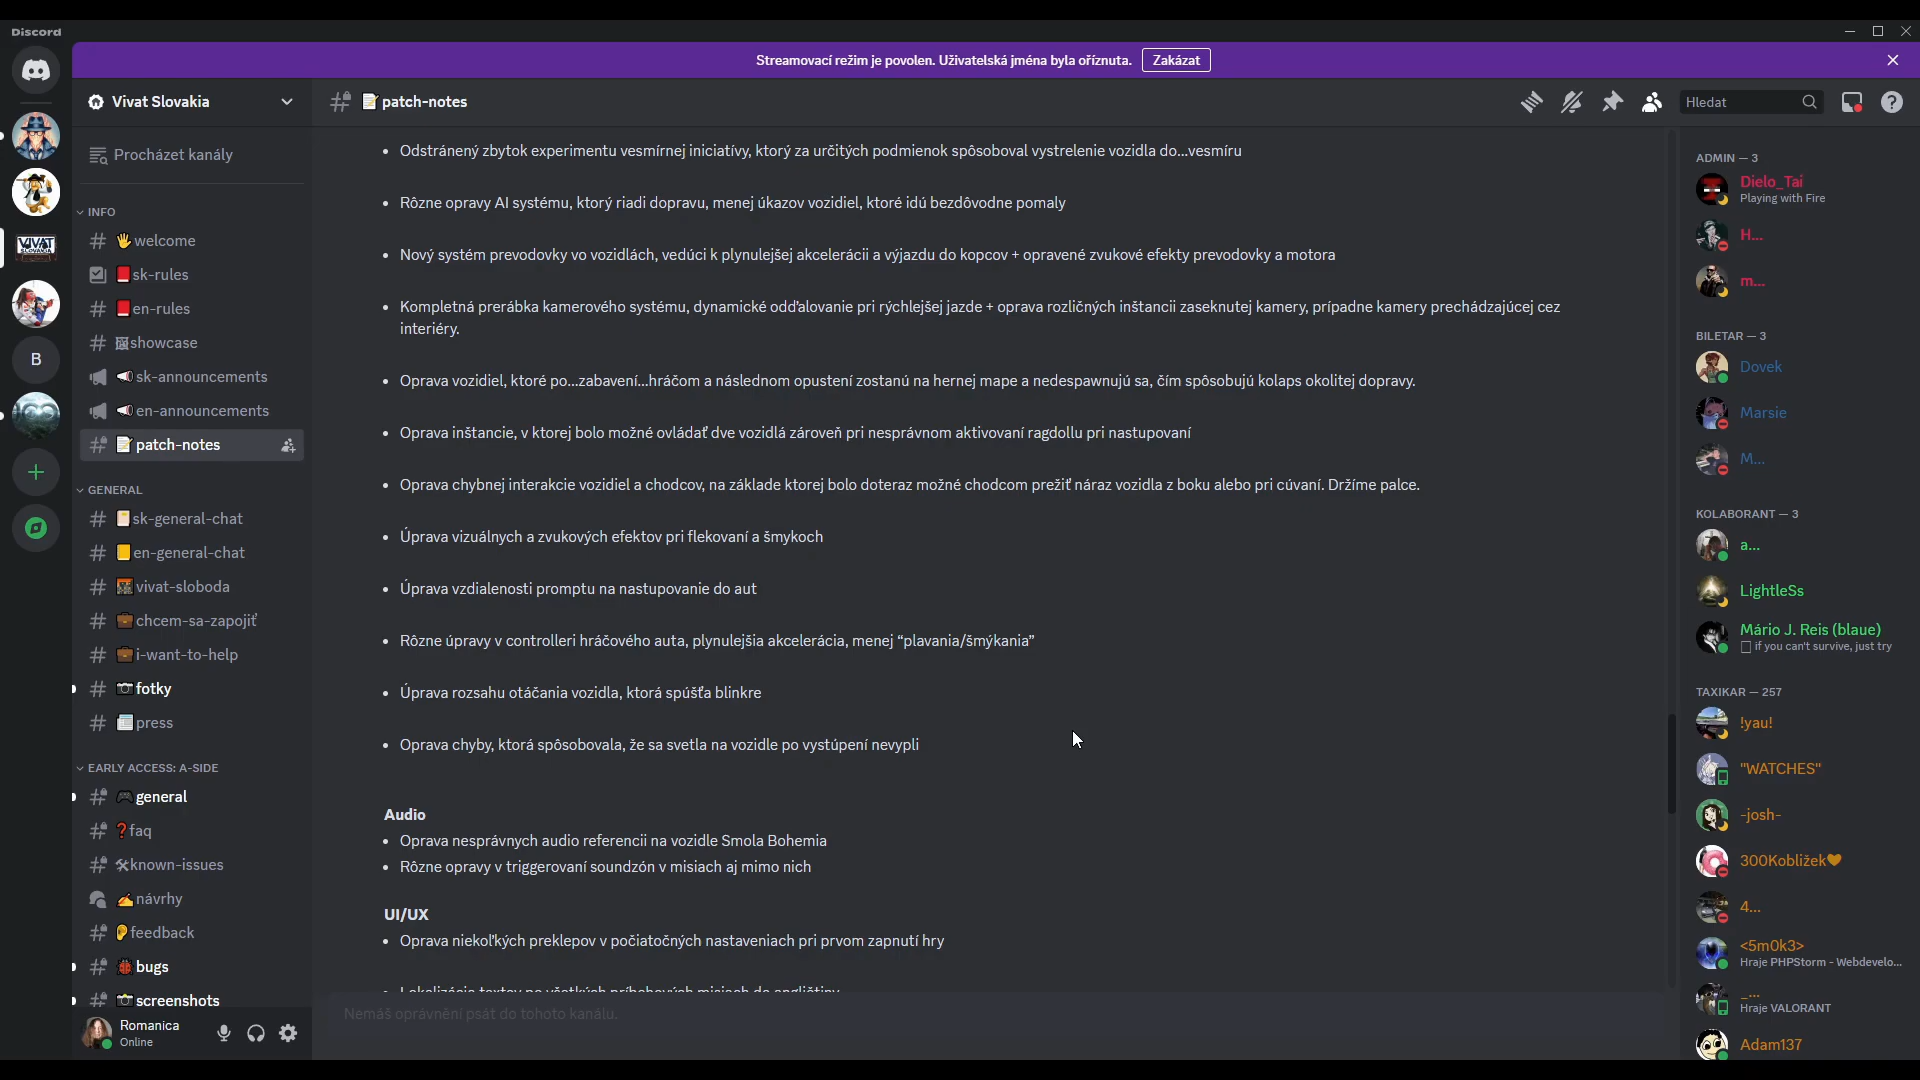 Discord
Streamovací režim je povolen. Uživatelská jména byla oříznuta. Zakázat
Vivat Slovakia
Procházet kanály
INFO
welcome
sk-rules
en-rules
showcase
sk-announcements
en-announcements
patch-notes
GENERAL
sk-general-chat
en-general-chat
vivat-sloboda
chcem-sa-zapojiť
i-want-to-help
fotky
press
EARLY ACCESS: A-SIDE
general
faq
known-issues
návrhy
feedback
bugs
screenshots
Romanica
Online
B
VIVAT
SLOVAKIA
patch-notes
Hledat
• Odstránený zbytok experimentu vesmírnej iniciatívy, ktorý za určitých podmienok spôsoboval vystrelenie vozidla do...vesmíru
• Rôzne opravy AI systému, ktorý riadi dopravu, menej úkazov vozidiel, ktoré idú bezdôvodne pomaly
• Nový systém prevodovky vo vozidlách, vedúci k plynulejšej akcelerácii a výjazdu do kopcov + opravené zvukové efekty prevodovky a motora
• Kompletná prerábka kamerového systému, dynamické odďalovanie pri rýchlejšej jazde + oprava rozličných inštancii zaseknutej kamery, prípadne kamery prechádzajúcej cez
interiéry.
• Oprava vozidiel, ktoré po...zabavení...hráčom a následnom opustení zostanú na hernej mape a nedespawnujú sa, čím spôsobujú kolaps okolitej dopravy.
• Oprava inštancie, v ktorej bolo možné ovládať dve vozidlá zároveň pri nesprávnom aktivovaní ragdollu pri nastupovaní
• Oprava chybnej interakcie vozidiel a chodcov, na základe ktorej bolo doteraz možné chodcom prežiť náraz vozidla z boku alebo pri cúvaní. Držíme palce.
• Úprava vizuálnych a zvukových efektov pri flekovaní a šmykoch
• Úprava vzdialenosti promptu na nastupovanie do aut
• Rôzne úpravy v controlleri hráčového auta, plynulejšia akcelerácia, menej “plavania/šmýkania”
• Úprava rozsahu otáčania vozidla, ktorá spúšťa blinkre
• Oprava chyby, ktorá spôsobovala, že sa svetla na vozidle po vystúpení nevypli
Audio
• Oprava nesprávnych audio referencii na vozidle Smola Bohemia
• Rôzne opravy v triggerovaní soundzón v misiach aj mimo nich
UI/UX
• Oprava niekoľkých preklepov v počiatočných nastaveniach pri prvom zapnutí hry
• Lokalizácia textov po všetkých príbehových misiach do angličtiny
Nemáš oprávnění psát do tohoto kanálu.
ADMIN — 3
Dielo_Tai
Playing with Fire
H...
m...
BILETAR — 3
Dovek
Marsie
M...
KOLABORANT — 3
a...
LightleSs
Mário J. Reis (blaue)
if you can't survive, just try
TAXIKAR — 257
!yau!
"WATCHES"
-josh-
300Kobližek🧡
4...
<5m0k3>
Hraje PHPStorm - Webdevelo...
_...
Hraje VALORANT
Adam137